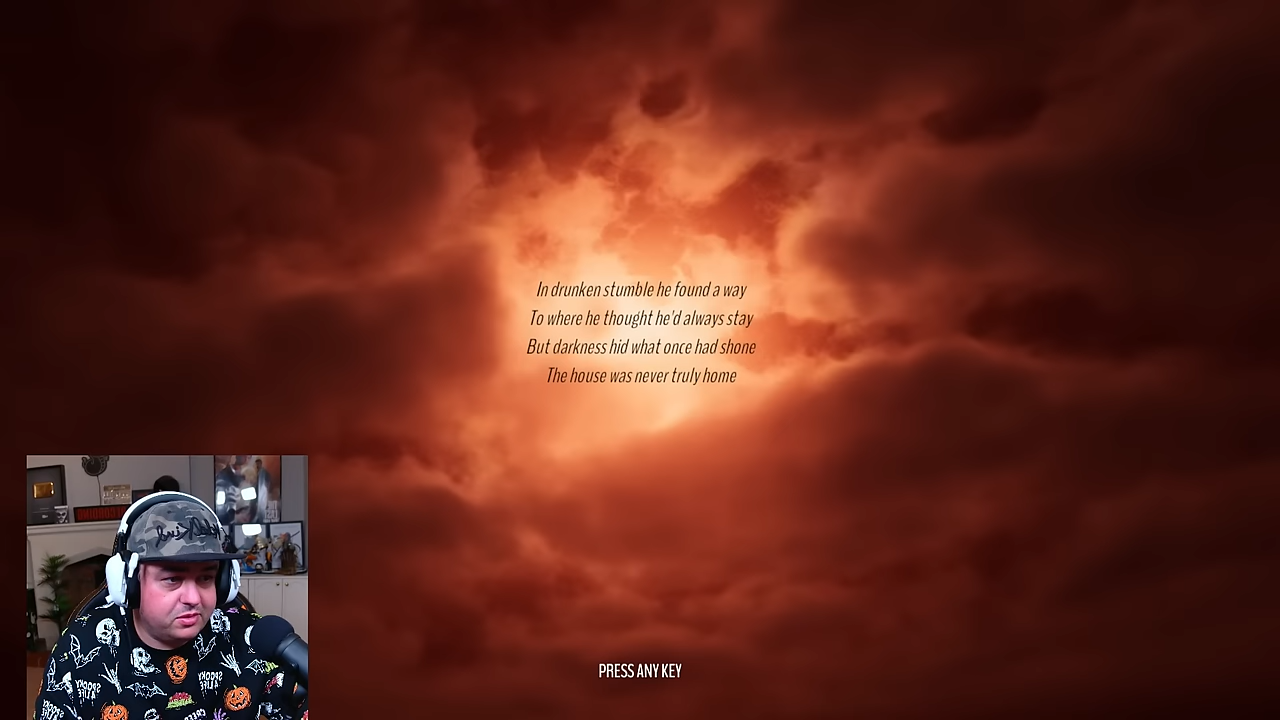 In drunken stumble he found a way
To where he thought he'd always stay
But darkness hid what once had shone
The house was never truly home
PRESS ANY KEY